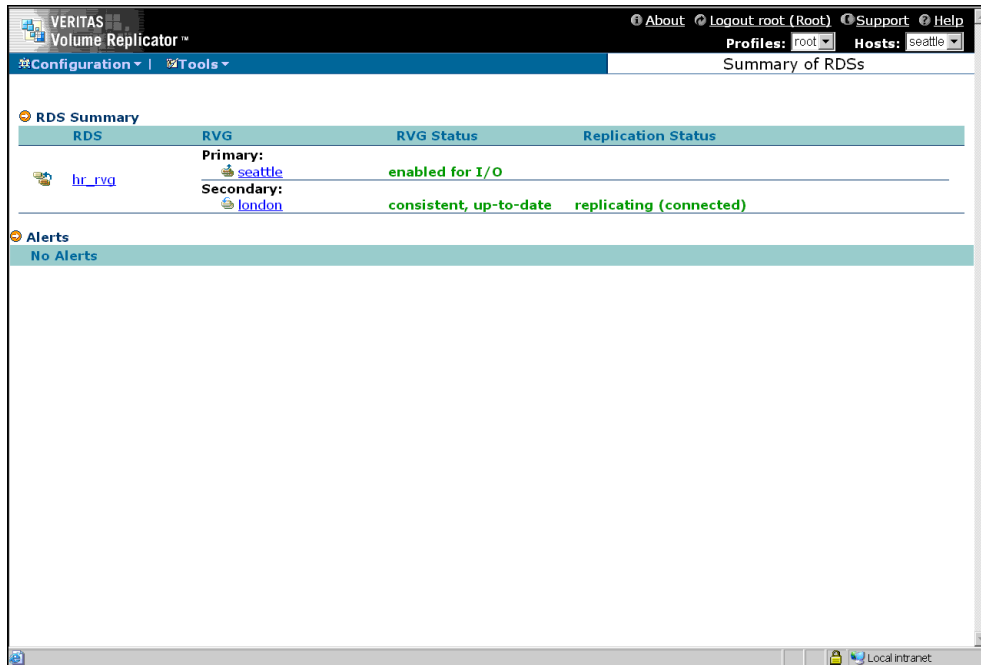 VERITAS
Volume Replicator ™
About Logout root (Root) Support Help
Profiles: root Hosts: seattle
Configuration | Tools
Summary of RDSs
RDS Summary
RDS RVG RVG Status Replication Status
Primary:
hr_rvg seattle enabled for I/O
Secondary:
london consistent, up-to-date replicating (connected)
Alerts
No Alerts
Local intranet